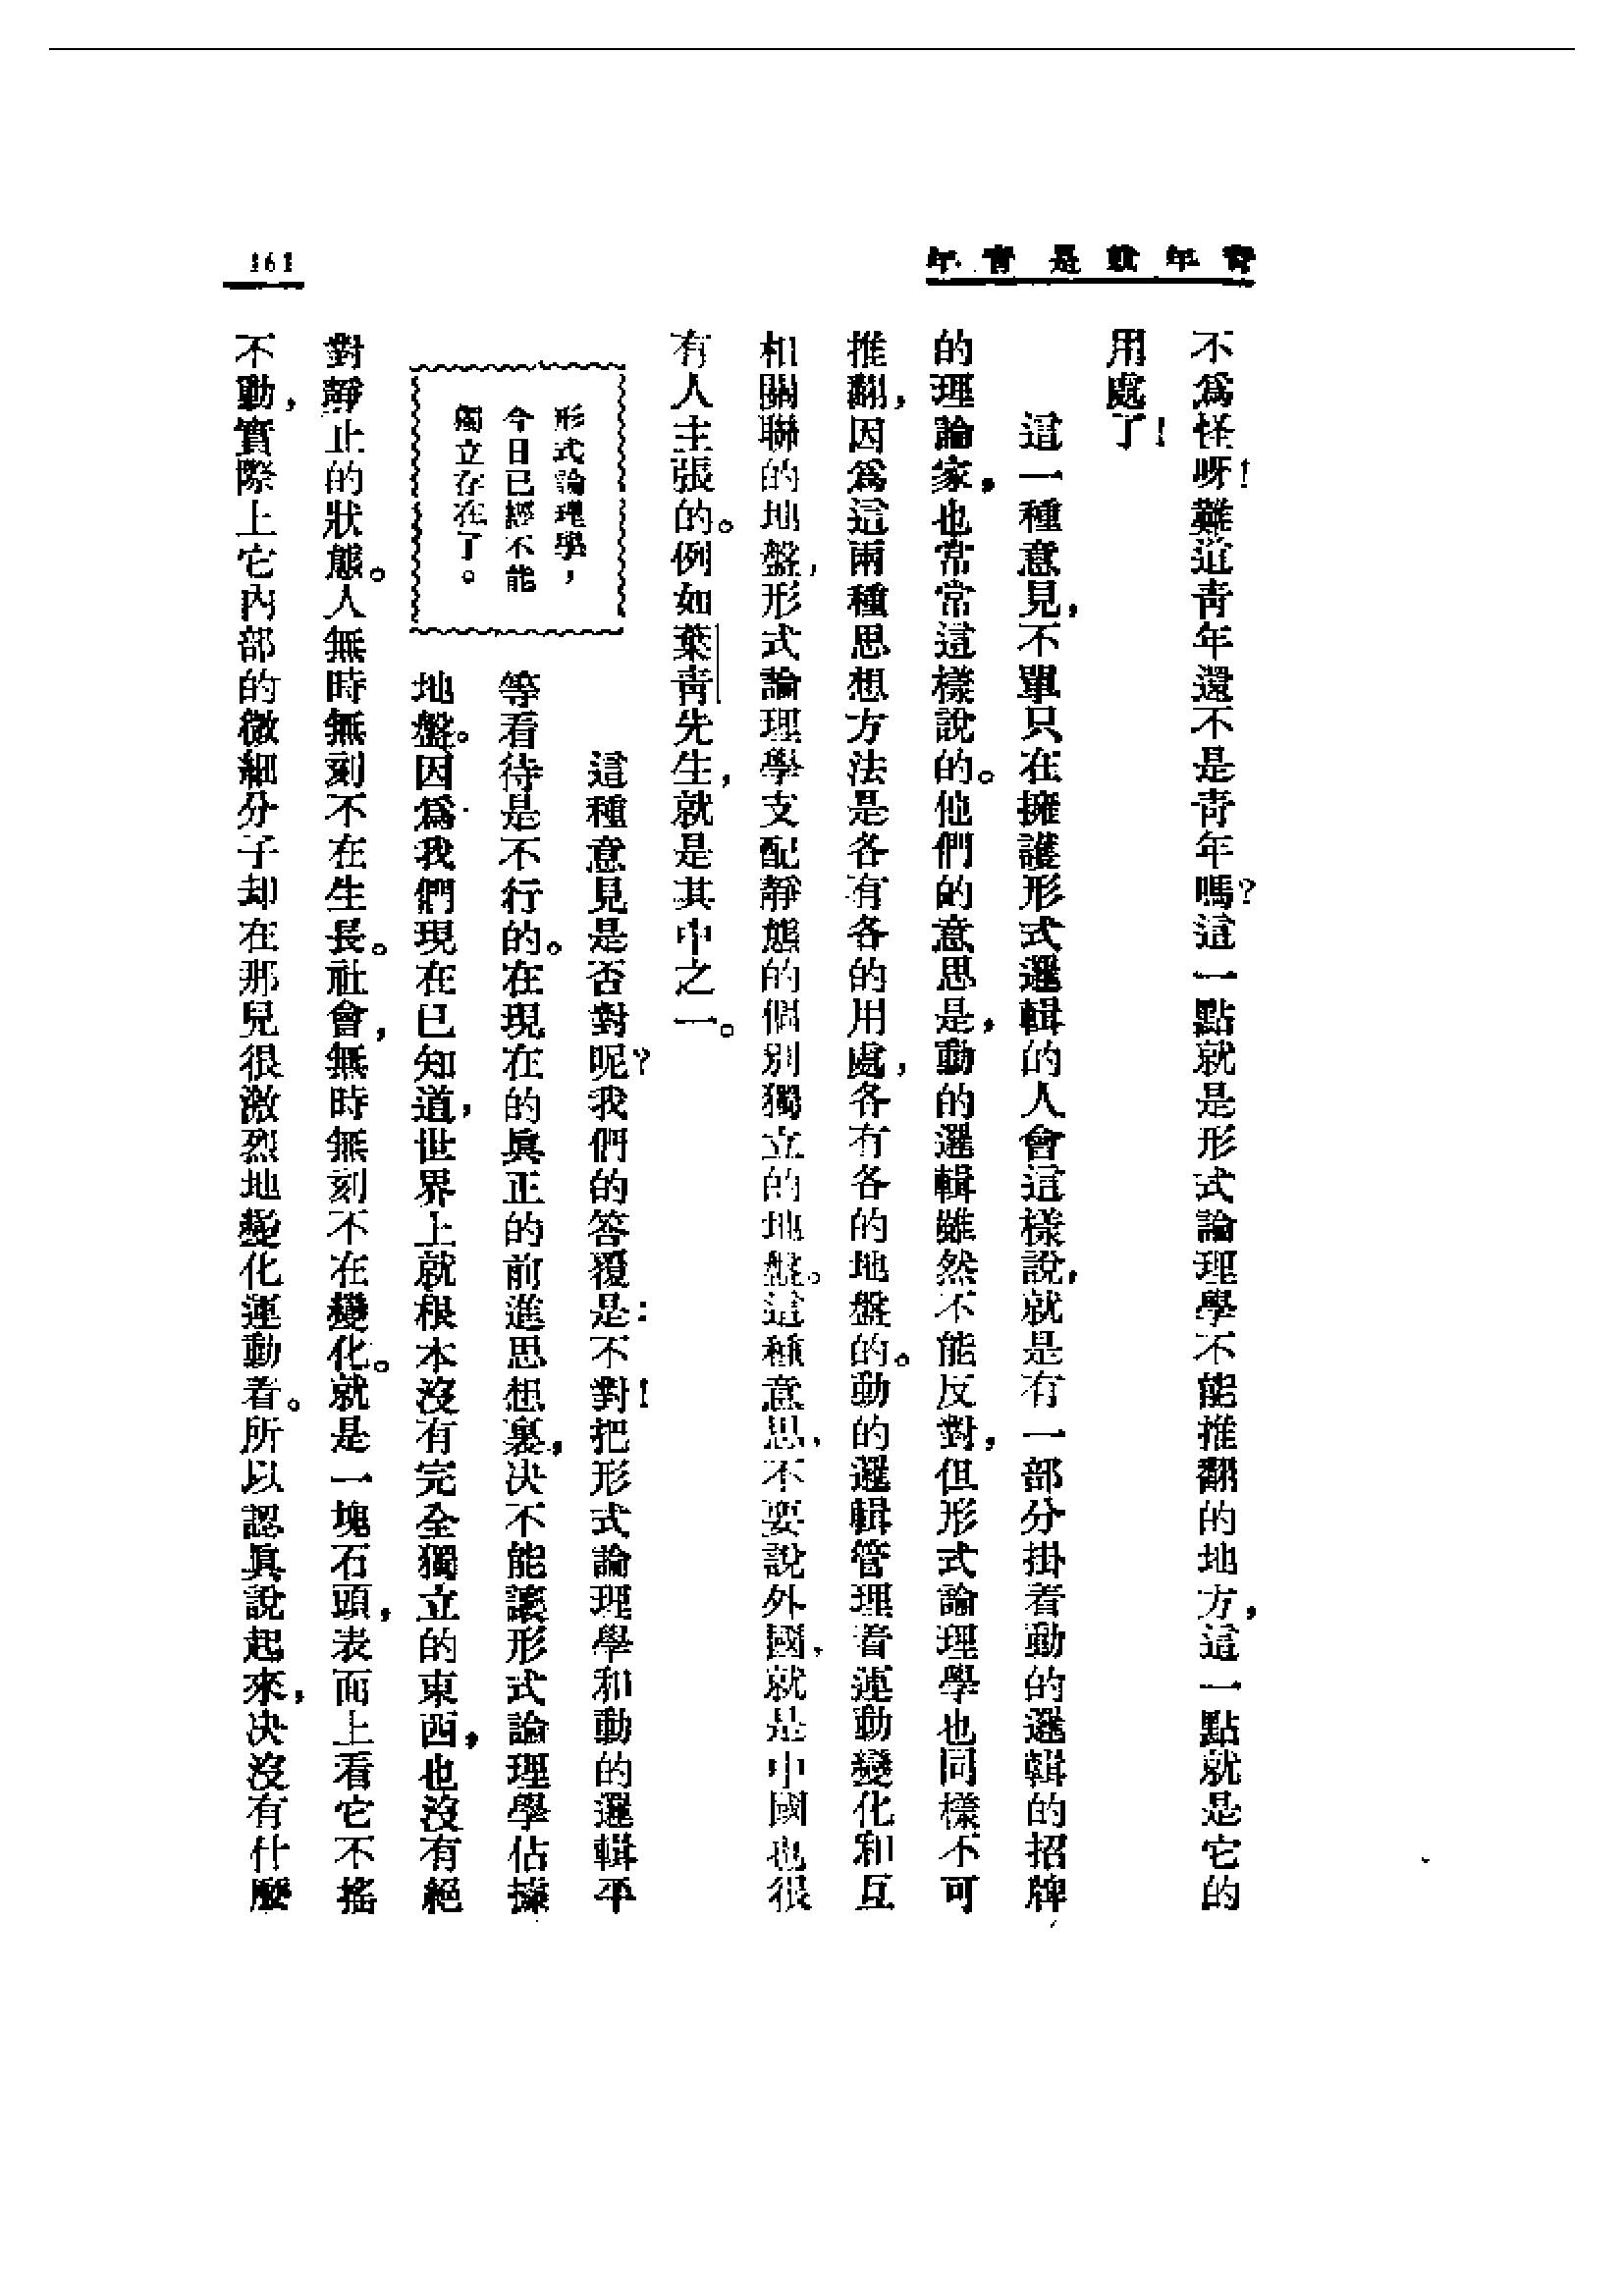 青年就是青年
161
不爲怪呀！難道青年還不是青年嗎？這一點就是形式論理學不能推翻的地方，這一點就是它的
用處了！
這一種意見，不單只在擁護形式邏輯的人會這樣說，就是有一部分掛着動的邏輯的招牌
的理論家，也常常這樣說的。他們的意思是，動的邏輯雖然不能反對，但形式論理學也同樣不可
推翻，因爲這兩種思想方法是各有各的用處，各有各的地盤的。動的邏輯管理着運動變化和互
相關聯的地盤，形式論理學支配靜態的個別獨立的地盤。這種意思，不要說外國，就是中國也很
有人主張的。例如葉青先生，就是其中之一。
形式論理學，
今日已經不能
獨立存在了。
這種意見是否對呢？我們的答覆是：不對！把形式論理學和動的邏輯平
等看待是不行的。在現在的眞正的前進思想裏，决不能讓形式論理學佔據
地盤。因爲我們現在已知道，世界上就根本沒有完全獨立的東西，也沒有絕
對靜止的狀態。人無時無刻不在生長。社會，無時無刻不在變化。就是一塊石頭，表面上看它不搖
不動，實際上它內部的微細分子却在那兒很激烈地變化運動着。所以認眞說起來，决沒有什麼